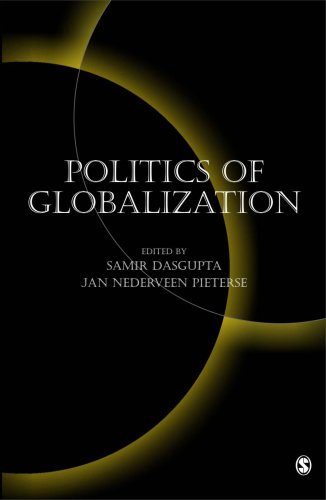 POLITICS OF
GLOBALIZATION
EDITED BY
SAMIR DASGUPTA
JAN NEDERVEEN PIETERSE
S